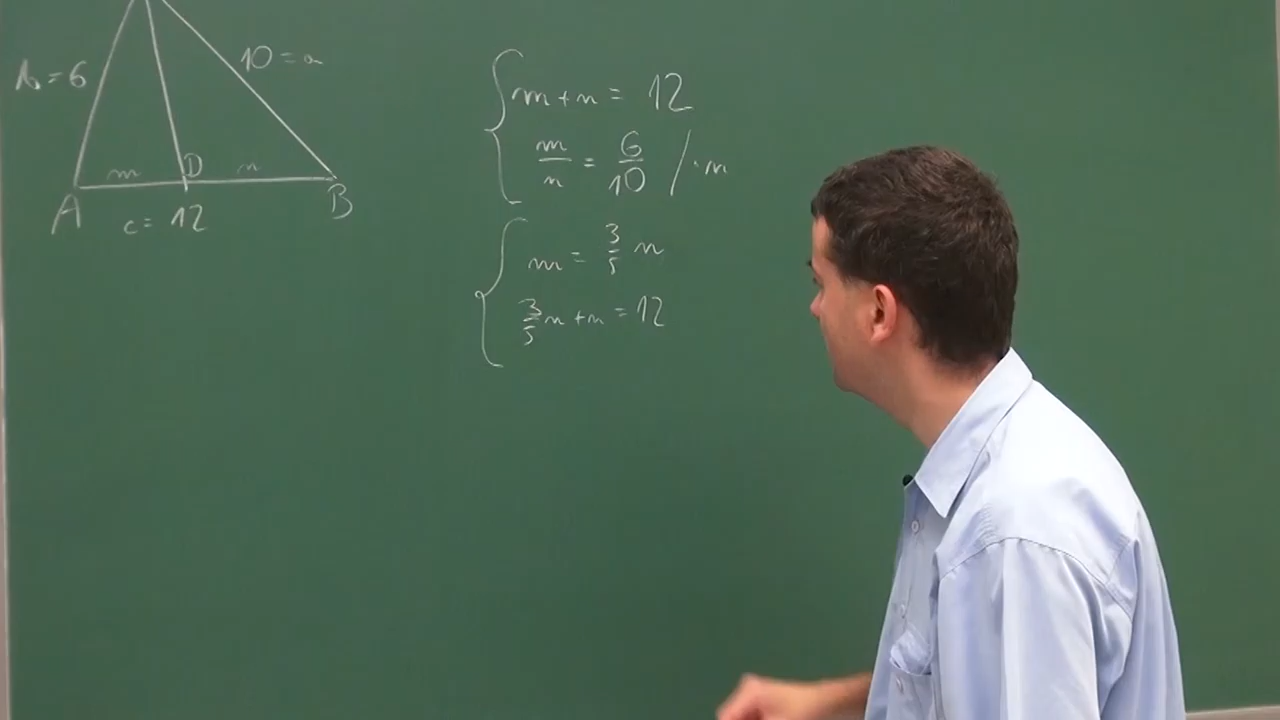 b=6
10=a
m
D
n
A
c=12
B
m+n=12
m/n = 6/10 /·n
m = 3/5 n
3/5 n+n=12